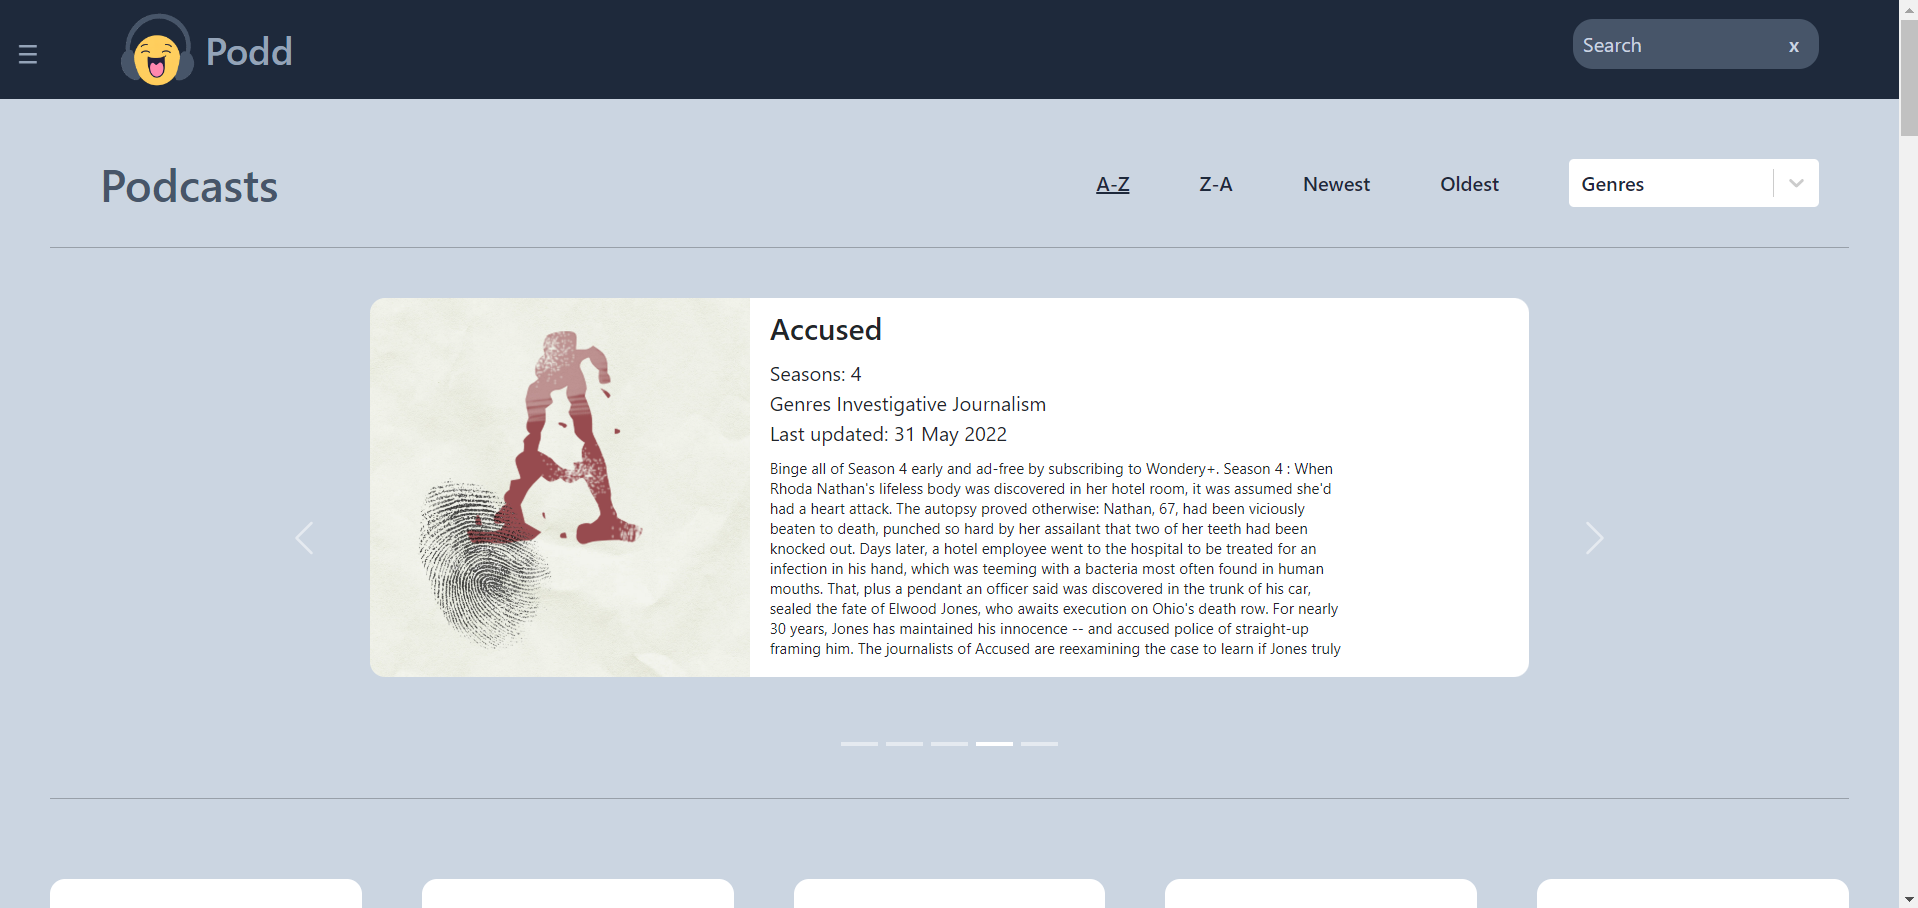 ☰
Podd
Search
x
Podcasts
A-Z
Z-A
Newest
Oldest
Genres
A
Accused
Seasons: 4
Genres Investigative Journalism
Last updated: 31 May 2022
Binge all of Season 4 early and ad-free by subscribing to Wondery+. Season 4 : When
Rhoda Nathan's lifeless body was discovered in her hotel room, it was assumed she'd
had a heart attack. The autopsy proved otherwise: Nathan, 67, had been viciously
beaten to death, punched so hard by her assailant that two of her teeth had been
knocked out. Days later, a hotel employee went to the hospital to be treated for an
infection in his hand, which was teeming with a bacteria most often found in human
mouths. That, plus a pendant an officer said was discovered in the trunk of his car,
sealed the fate of Elwood Jones, who awaits execution on Ohio's death row. For nearly
30 years, Jones has maintained his innocence -- and accused police of straight-up
framing him. The journalists of Accused are reexamining the case to learn if Jones truly